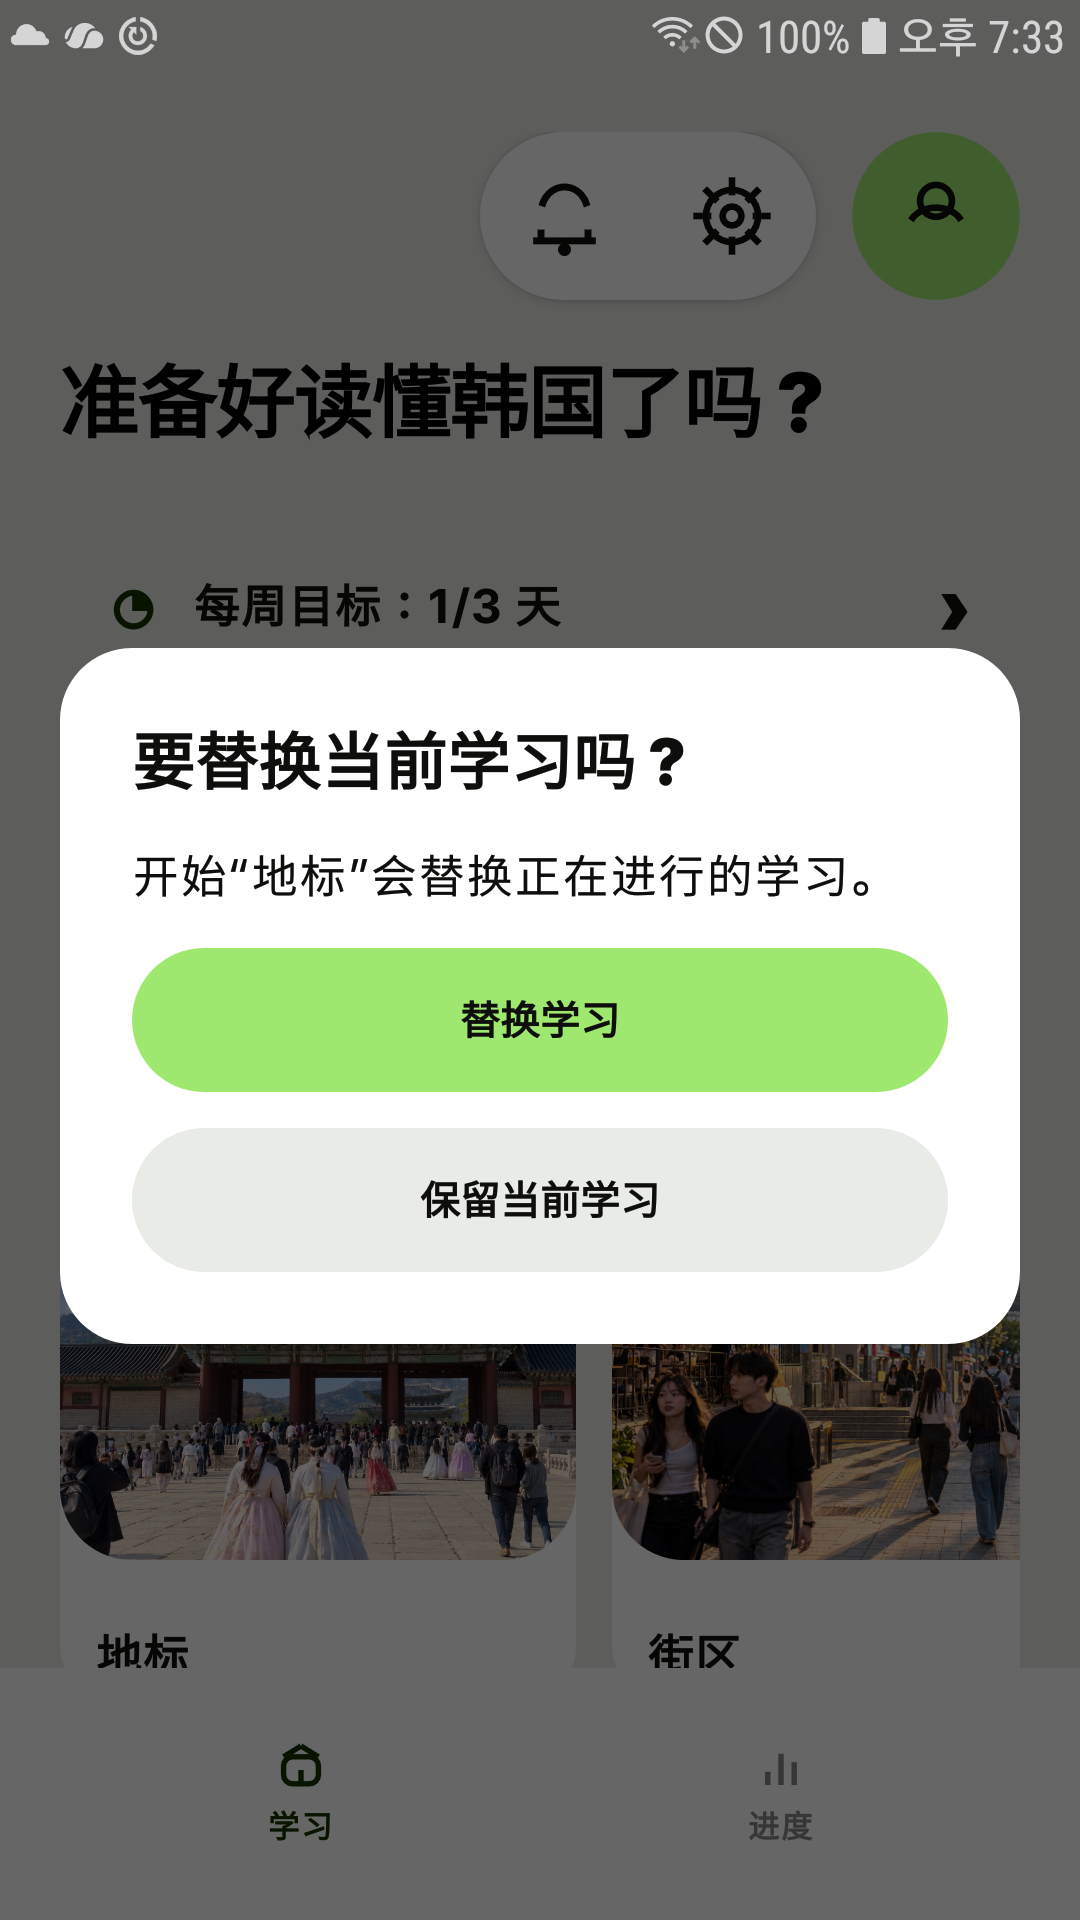 100% 오후 7:33
准备好读懂韩国了吗？
每周目标：1/3 天
要替换当前学习吗？
开始“地标”会替换正在进行的学习。
替换学习
保留当前学习
地标
街区
学习
进度